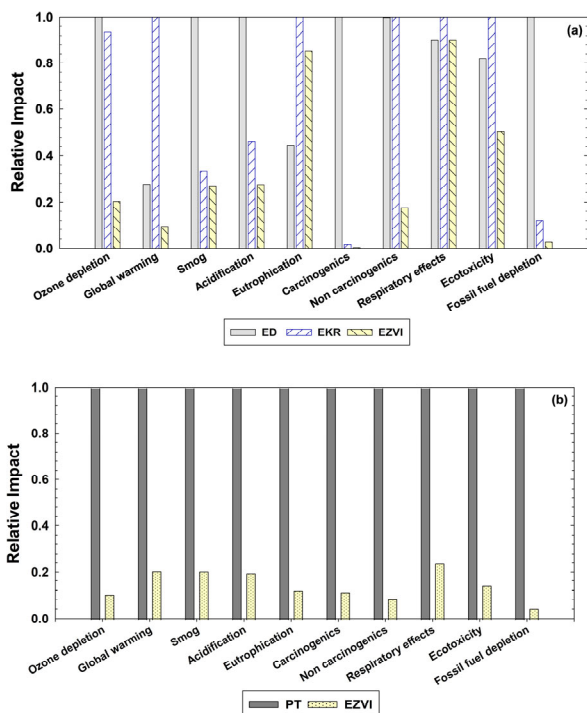 (a)
Relative Impact
1.0
0.8
0.6
0.4
0.2
0.0
Ozone depletion
Global warming
Smog
Acidification
Eutrophication
Carcinogenics
Non carcinogenics
Respiratory effects
Ecotoxicity
Fossil fuel depletion
ED EKR EZVI
(b)
Relative Impact
1.0
0.8
0.6
0.4
0.2
0.0
Ozone depletion
Global warming
Smog
Acidification
Eutrophication
Carcinogenics
Non carcinogenics
Respiratory effects
Ecotoxicity
Fossil fuel depletion
PT EZVI